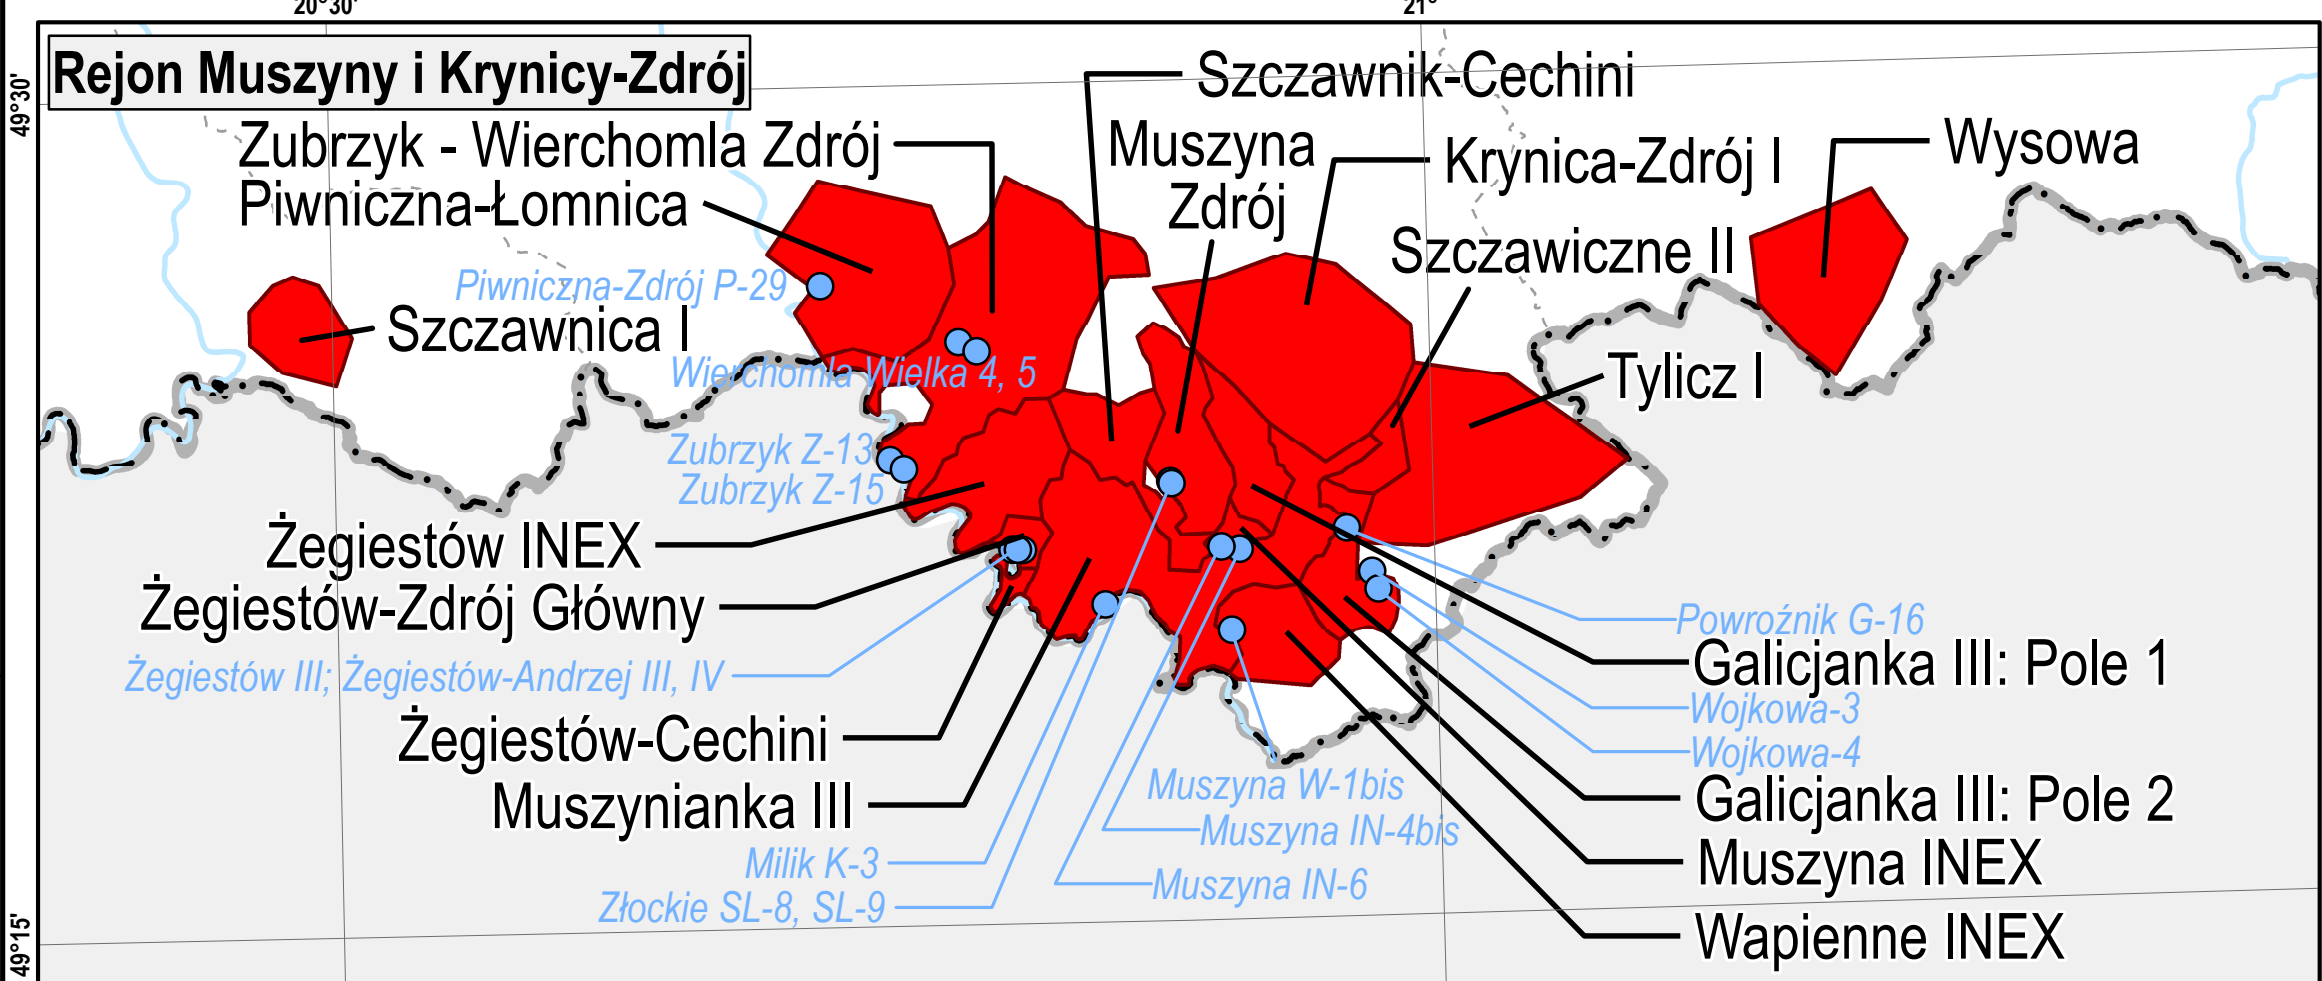 20°30'
21°
49°30'
Rejon Muszyny i Krynicy-Zdrój
Szczawnik-Cechini
Zubrzyk - Wierchomla Zdrój
Muszyna
Zdrój
Krynica-Zdrój I
Wysowa
Piwniczna-Łomnica
Szczawiczne II
Piwniczna-Zdrój P-29
Szczawnica I
Wierchomla Wielka 4, 5
Tylicz I
Zubrzyk Z-13
Zubrzyk Z-15
Żegiestów INEX
Żegiestów-Zdrój Główny
Powroźnik G-16
Żegiestów III; Żegiestów-Andrzej III, IV
Galicjanka III: Pole 1
Wojkowa-3
Żegiestów-Cechini
Wojkowa-4
Muszynianka III
Muszyna W-1bis
Galicjanka III: Pole 2
Muszyna IN-4bis
Milik K-3
Muszyna INEX
Muszyna IN-6
Złockie SL-8, SL-9
Wapienne INEX
49°15'